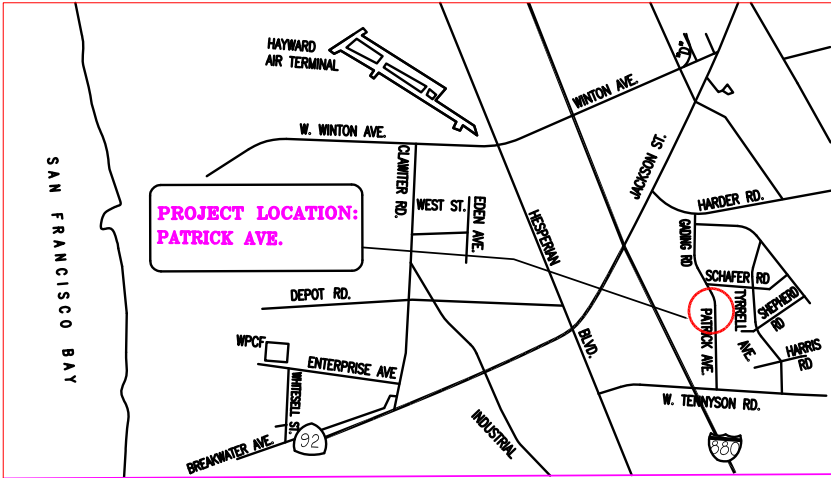 HAYWARD
AIR TERMINAL
"D"
WINTON AVE.
W. WINTON AVE.
JACKSON ST.
CLAWITER RD.
SAN FRANCISCO BAY
HARDER RD.
WEST ST.
EDEN AVE.
HESPERIAN
BLVD.
GADING RD
PROJECT LOCATION:
PATRICK AVE.
SCHAFER RD
DEPOT RD.
TYRRELL
AVE.
SHEPHERD
RD
PATRICK AVE.
WPCF
HARRIS
RD
ENTERPRISE AVE
WHITESELL ST.
W. TENNYSON RD.
INDUSTRIAL
BREAKWATER AVE.
92
880